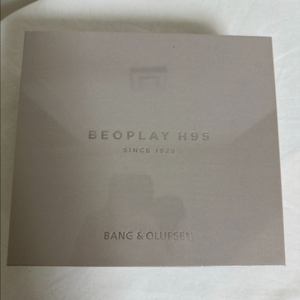 BEOPLAY H95
SINCE 1925
BANG & OLUFSEN